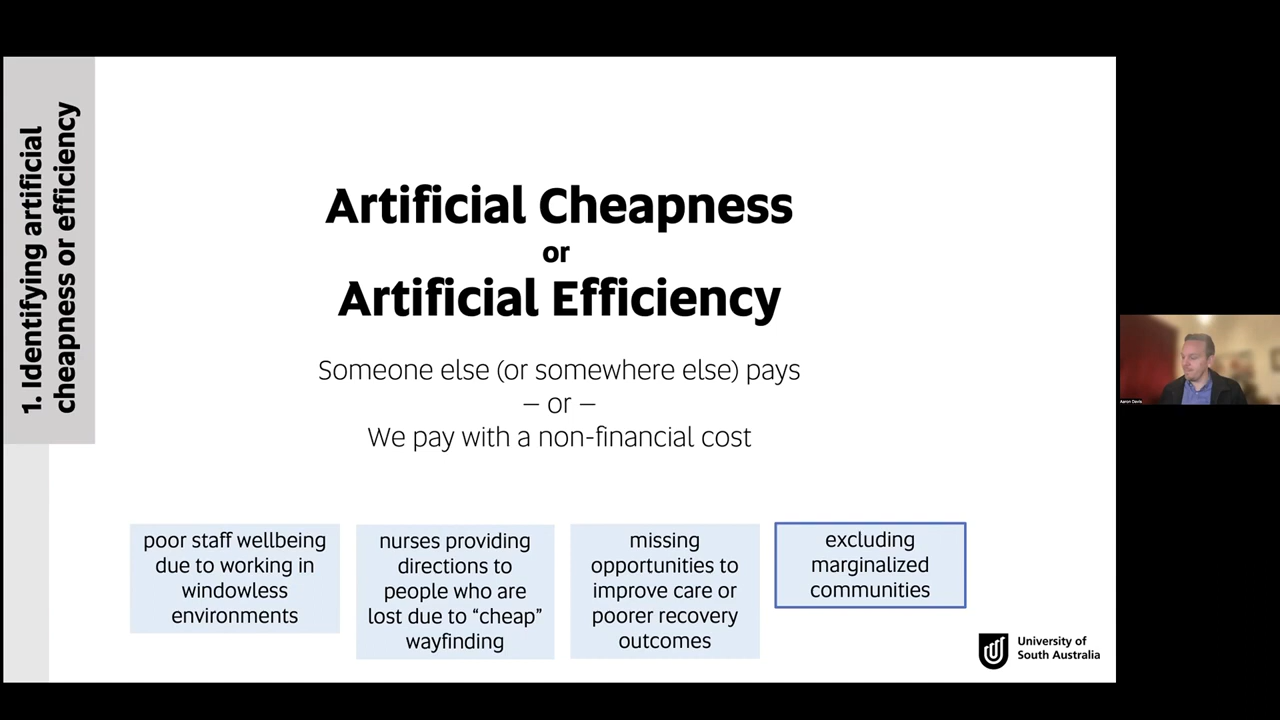 1. Identifying artificial
cheapness or efficiency
Artificial Cheapness
or
Artificial Efficiency
Someone else (or somewhere else) pays
– or –
We pay with a non-financial cost
poor staff wellbeing
due to working in
windowless
environments
nurses providing
directions to
people who are
lost due to “cheap”
wayfinding
missing
opportunities to
improve care or
poorer recovery
outcomes
excluding
marginalized
communities
University of
South Australia
Aaron Davis